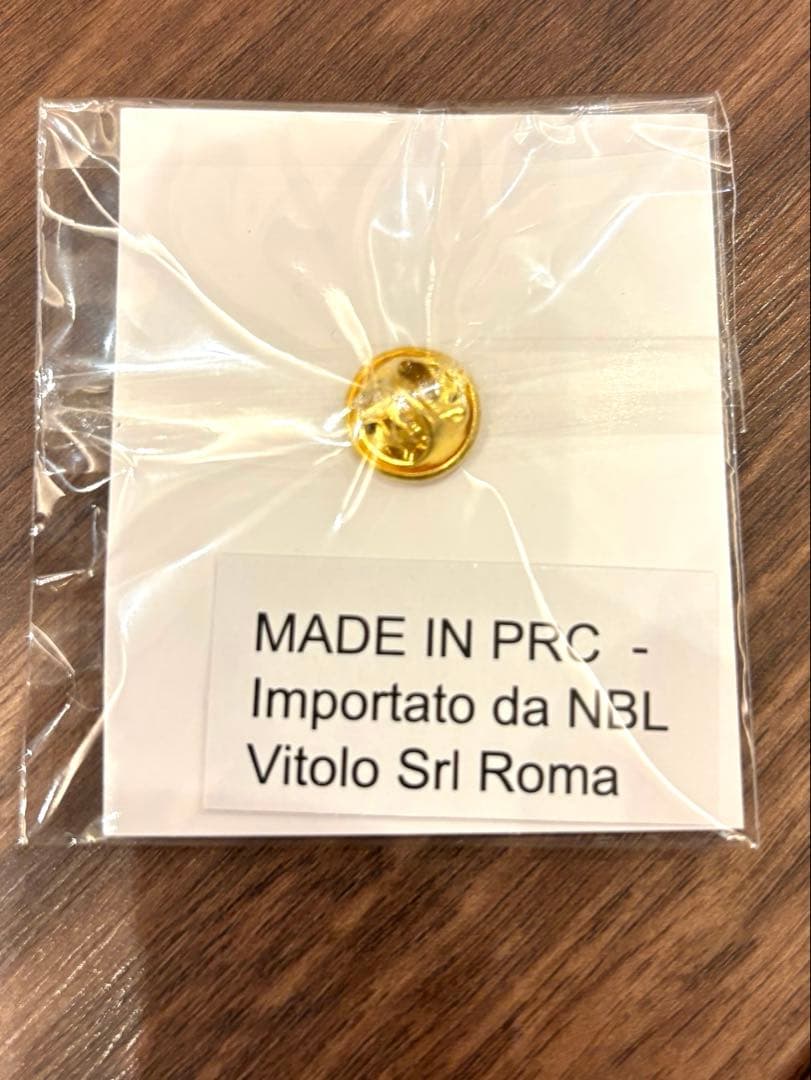 MADE IN PRC -
Importato da NBL
Vitolo Srl Roma